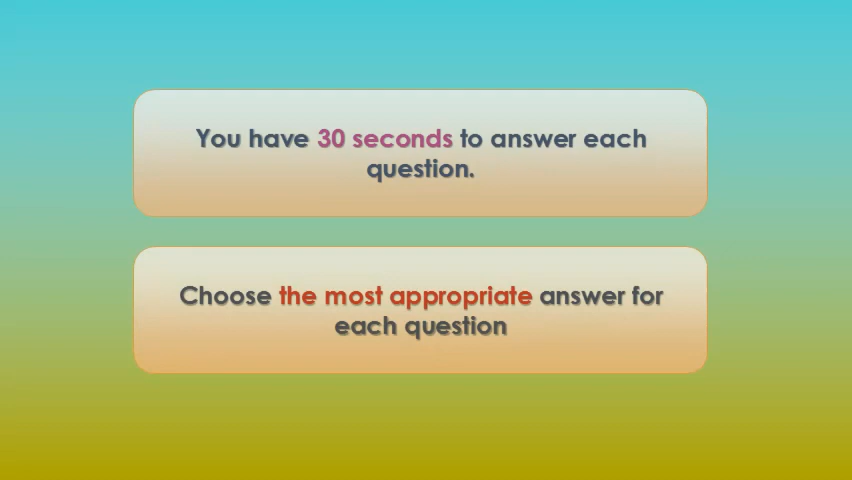 You have 30 seconds to answer each
question.
Choose the most appropriate answer for
each question